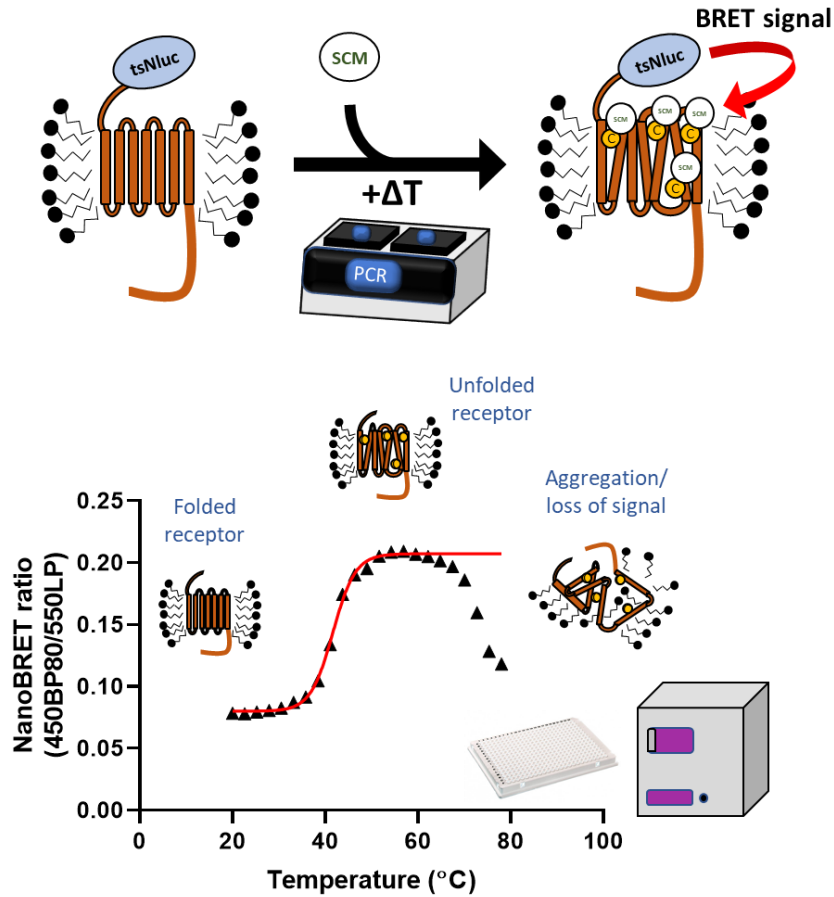 BRET signal
tsNluc
SCM
tsNluc
SCM
SCM
SCM
C
C
C
SCM
C
+ΔT
PCR
Unfolded
receptor
Folded
receptor
Aggregation/
loss of signal
C
C
C
C
C
C
C
C
NanoBRET ratio
(450BP80/550LP)
0.25
0.20
0.15
0.10
0.05
0.00
0
20
40
60
80
100
Temperature (°C)